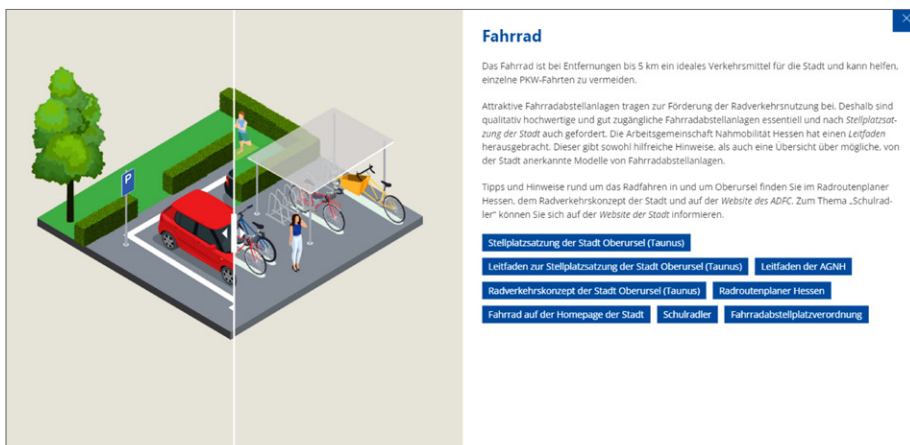 Fahrrad
Das Fahrrad ist bei Entfernungen bis 5 km ein ideales Verkehrsmittel für die Stadt und kann helfen,
einzelne PKW-Fahrten zu vermeiden.
Attraktive Fahrradabstellanlagen tragen zur Förderung der Radverkehrsnutzung bei. Deshalb sind
qualitativ hochwertige und gut zugängliche Fahrradabstellanlagen essentiell und nach Stellplatzsat-
zung der Stadt auch gefordert. Die Arbeitsgemeinschaft Nahmobilität Hessen hat einen Leitfaden
herausgebracht. Dieser gibt sowohl hilfreiche Hinweise, als auch eine Übersicht über mögliche, von
der Stadt anerkannte Modelle von Fahrradabstellanlagen.
Tipps und Hinweise rund um das Radfahren in und um Oberursel finden Sie im Radroutenplaner
Hessen, dem Radverkehrskonzept der Stadt und auf der Website des ADFC. Zum Thema „Schulrad-
ler" können Sie sich auf der Website der Stadt informieren.
Stellplatzsatzung der Stadt Oberursel (Taunus)
Leitfaden zur Stellplatzsatzung der Stadt Oberursel (Taunus) Leitfaden der AGNH
Radverkehrskonzept der Stadt Oberursel (Taunus) Radroutenplaner Hessen
Fahrrad auf der Homepage der Stadt Schulradler Fahrradabstellplatzverordnung
P